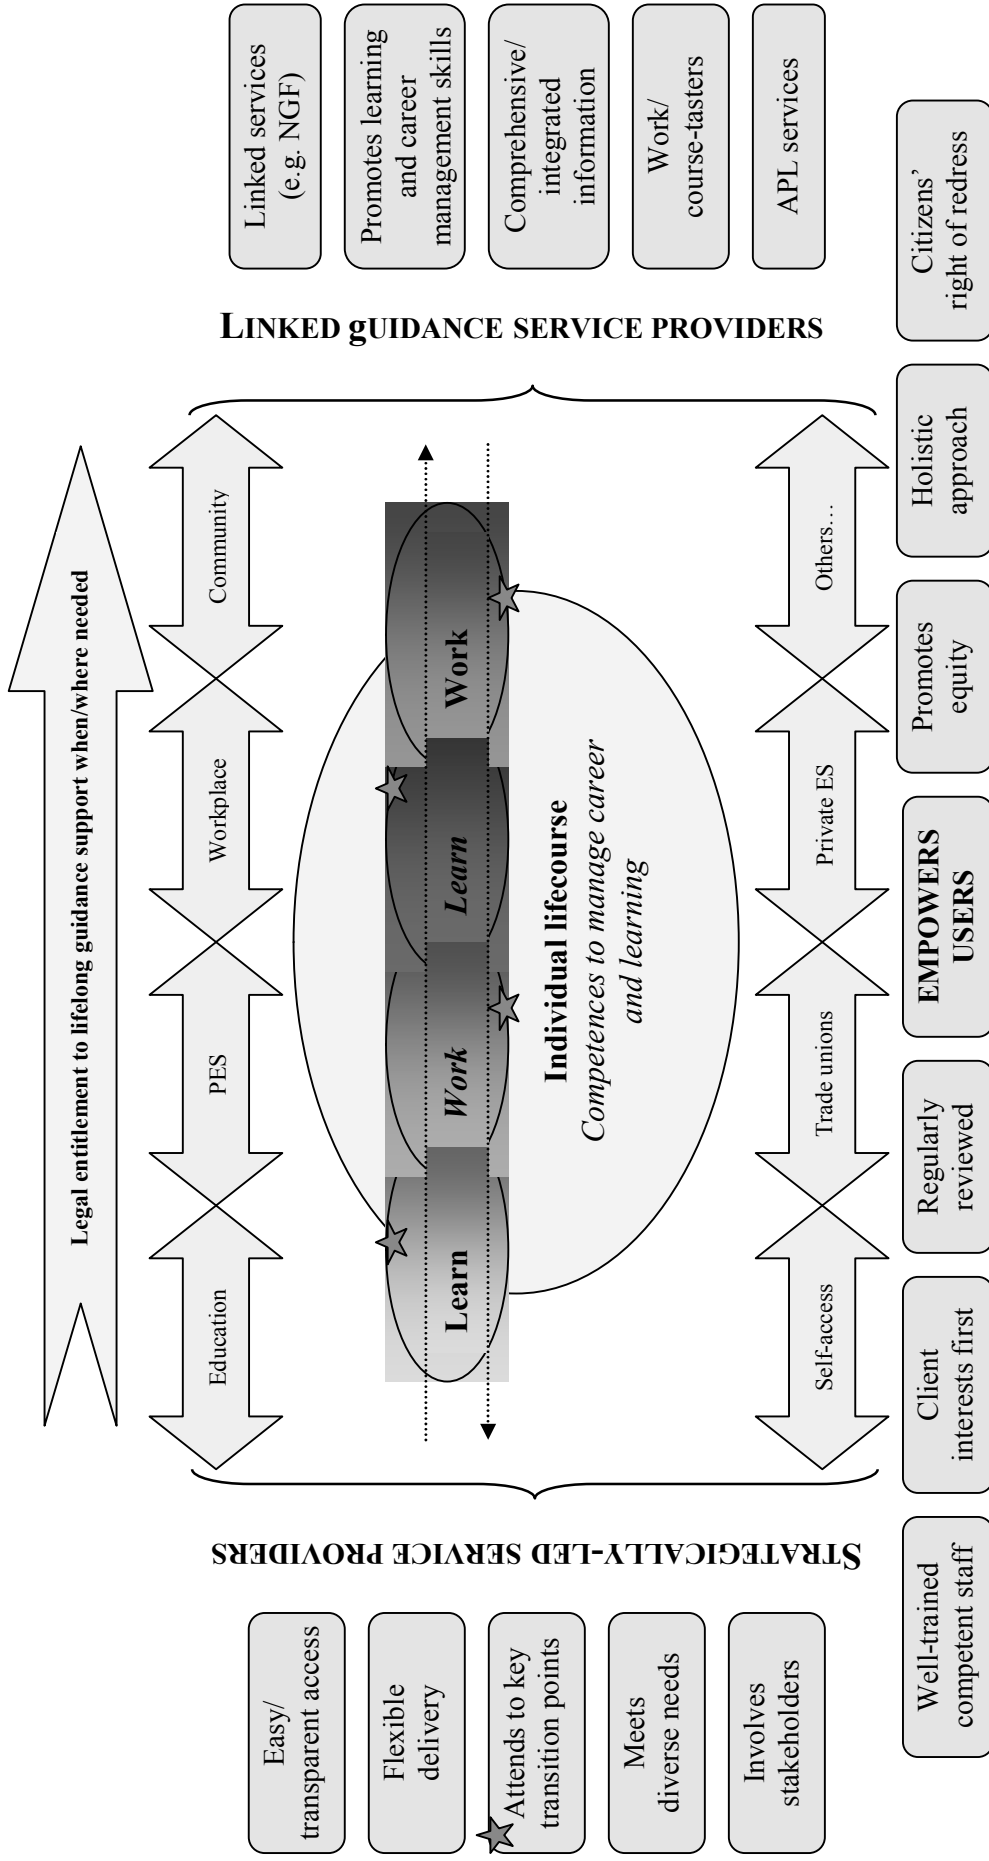 Legal entitlement to lifelong guidance support when/where needed
Education
PES
Workplace
Community
Easy/
transparent access
Flexible
delivery
Attends to key
transition points
Meets
diverse needs
Involves
stakeholders
STRATEGICALLY-LED SERVICE PROVIDERS
Learn
Work
Learn
Work
Individual lifecourse
Competences to manage career
and learning
LINKED gUIDANCE SERVICE PROVIDERS
Linked services
(e.g. NGF)
Promotes learning
and career
management skills
Comprehensive/
integrated
information
Work/
course-tasters
APL services
Self-access
Trade unions
Private ES
Others…
Well-trained
competent staff
Client
interests first
Regularly
reviewed
EMPOWERS
USERS
Promotes
equity
Holistic
approach
Citizens’
right of redress